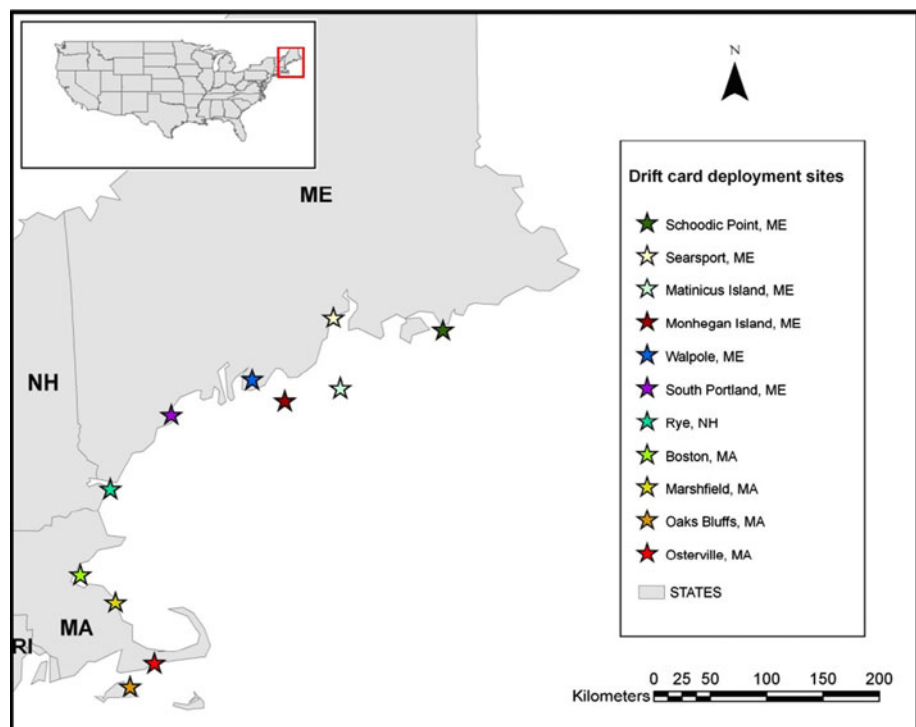 N
ME
NH
MA
RI
Drift card deployment sites
Schoodic Point, ME
Searsport, ME
Matinicus Island, ME
Monhegan Island, ME
Walpole, ME
South Portland, ME
Rye, NH
Boston, MA
Marshfield, MA
Oaks Bluffs, MA
Osterville, MA
STATES
Kilometers 0 25 50 100 150 200